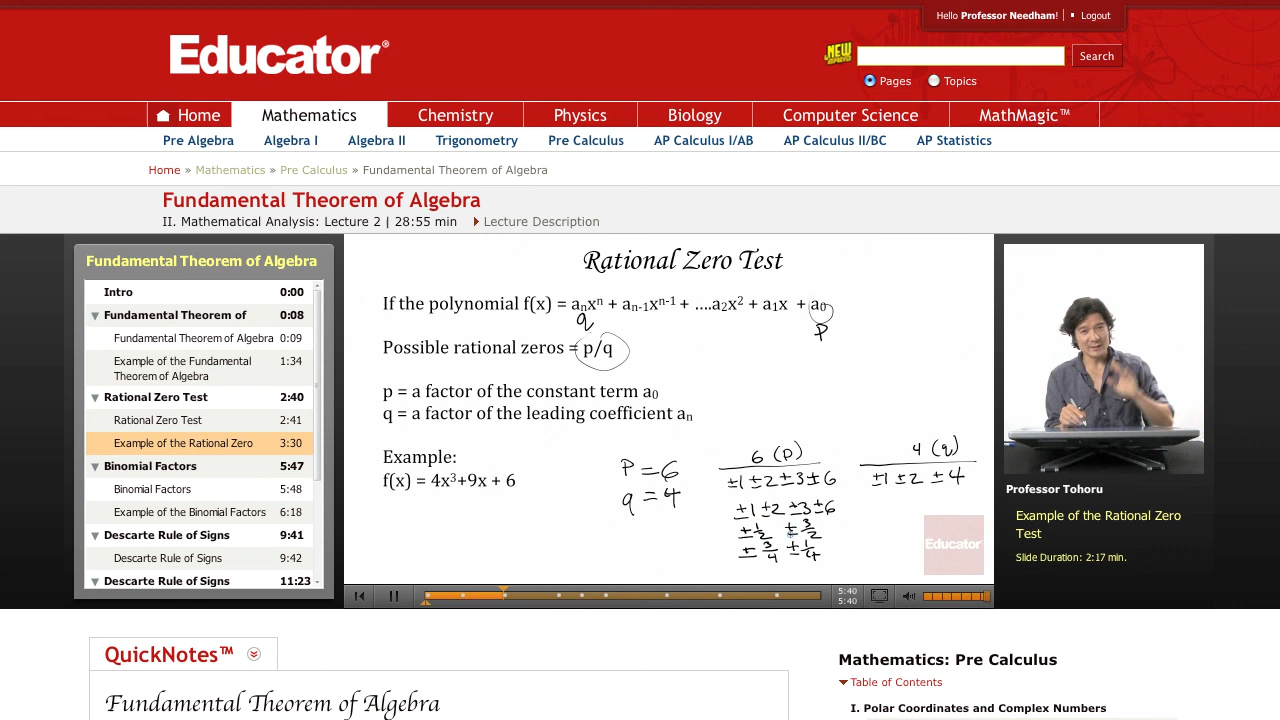 Hello Professor Needham! | ▪ Logout
Educator®
NEW
Search
Pages Topics
Home Mathematics Chemistry Physics Biology Computer Science MathMagic™
Pre Algebra Algebra I Algebra II Trigonometry Pre Calculus AP Calculus I/AB AP Calculus II/BC AP Statistics
Home » Mathematics » Pre Calculus » Fundamental Theorem of Algebra
Fundamental Theorem of Algebra
II. Mathematical Analysis: Lecture 2 | 28:55 min Lecture Description
Fundamental Theorem of Algebra
Intro 0:00
Fundamental Theorem of 0:08
Fundamental Theorem of Algebra 0:09
Example of the Fundamental 1:34
Theorem of Algebra
Rational Zero Test 2:40
Rational Zero Test 2:41
Example of the Rational Zero 3:30
Binomial Factors 5:47
Binomial Factors 5:48
Example of the Binomial Factors 6:18
Descarte Rule of Signs 9:41
Descarte Rule of Signs 9:42
Descarte Rule of Signs 11:23
Rational Zero Test
If the polynomial f(x) = aₙxⁿ + aₙ₋₁xⁿ⁻¹ + ....a₂x² + a₁x + a₀
q p
Possible rational zeros = p/q
p = a factor of the constant term a₀
q = a factor of the leading coefficient aₙ
Example:
f(x) = 4x³+9x + 6
p = 6
q = 4
6 (p)
±1 ±2 ±3 ±6
±1 ±2 ±3 ±6
±1/2 ±3/2
±3/4 ±1/4
4 (q)
±1 ±2 ±4
Educator
5:40
5:40
Professor Tohoru
Example of the Rational Zero
Test
Slide Duration: 2:17 min.
QuickNotes™
Fundamental Theorem of Algebra
Mathematics: Pre Calculus
Table of Contents
I. Polar Coordinates and Complex Numbers